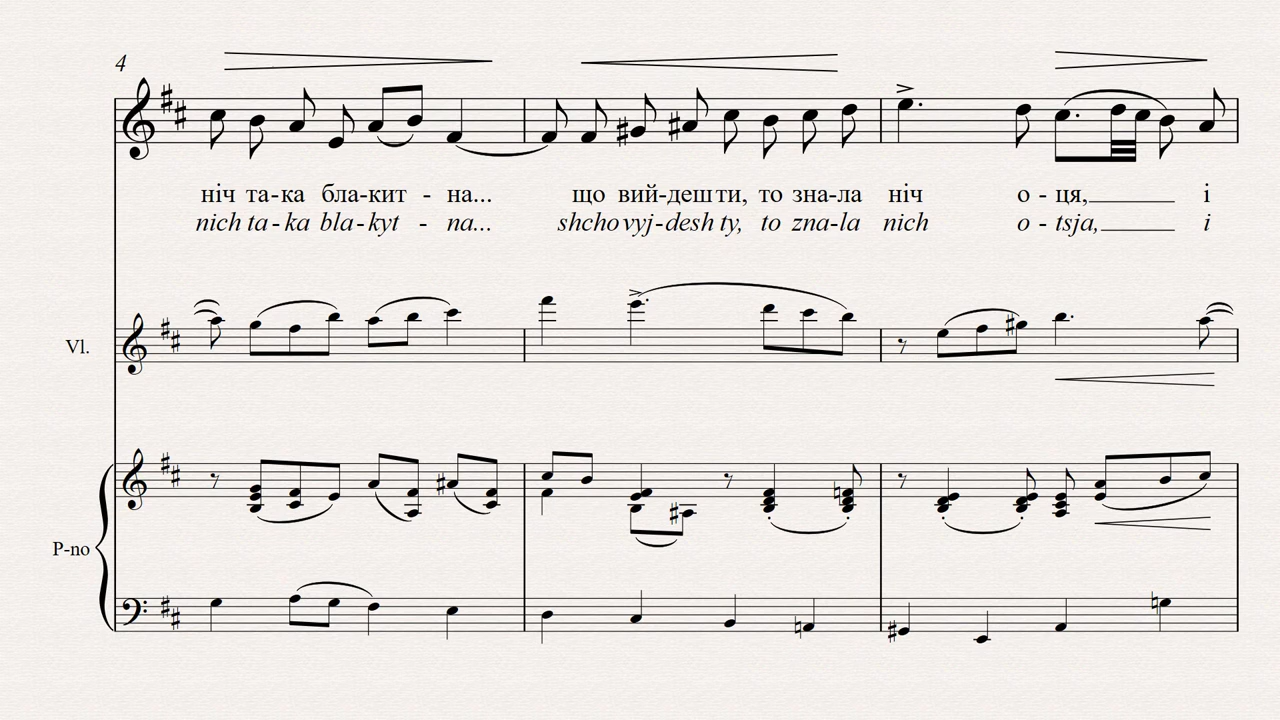 4
ніч та-ка бла-кит - на... що вий-деш ти, то зна-ла ніч о - ця, і
nich ta-ka bla-kyt - na... shcho vyj-desh ty, to zna-la nich o - tsja, i
Vl.
P-no